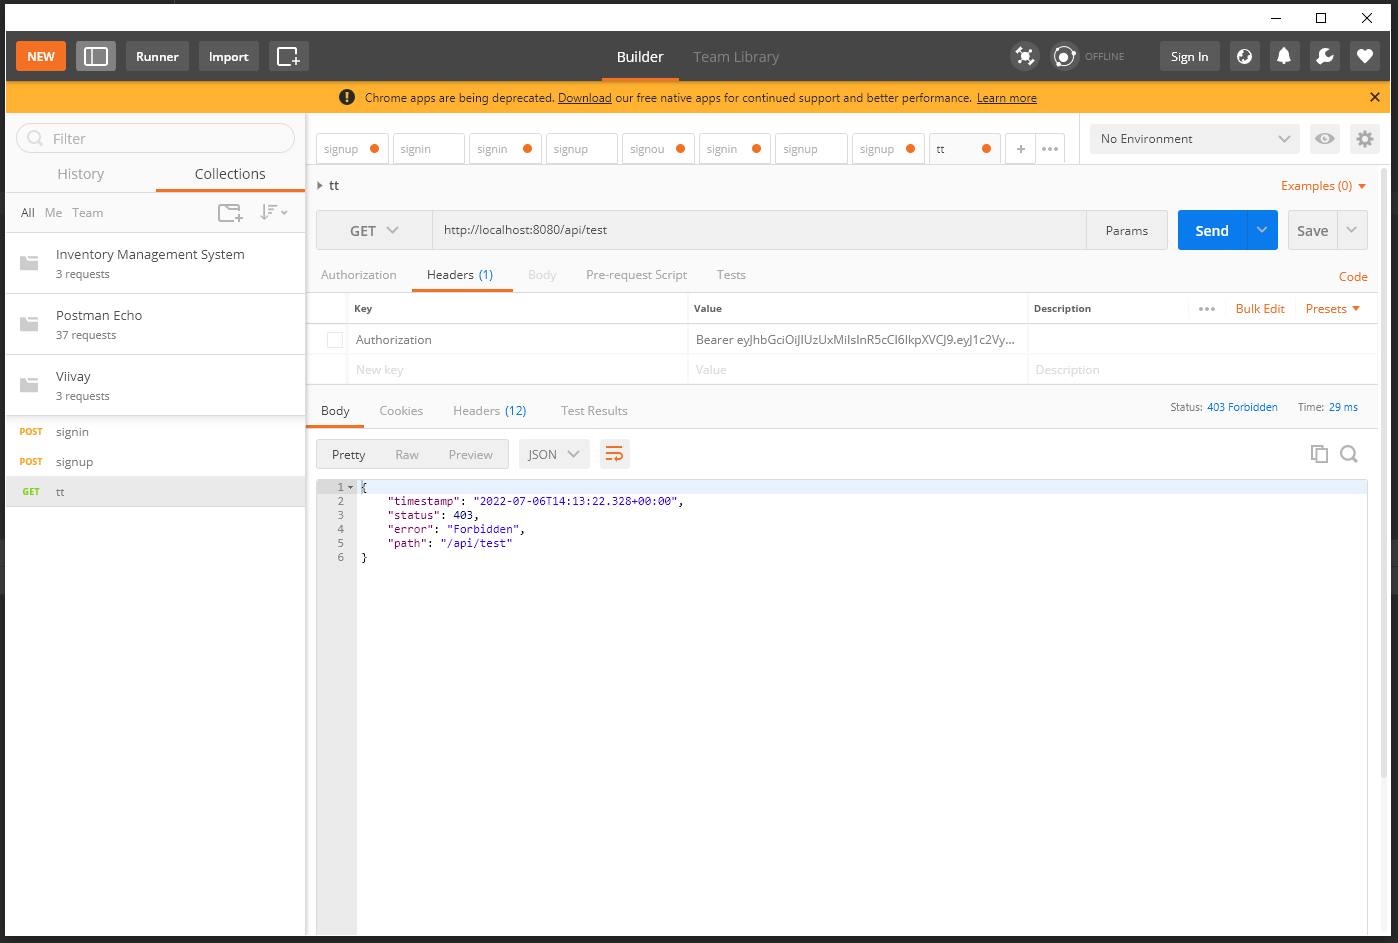 NEW
Runner
Import
Builder
Team Library
OFFLINE
Sign In
Chrome apps are being deprecated. Download our free native apps for continued support and better performance. Learn more
Filter
History
Collections
All Me Team
Inventory Management System
3 requests
Postman Echo
37 requests
Viivay
3 requests
POST signin
POST signup
GET tt
signup
signin
signin
signup
signou
signin
signup
signup
tt
No Environment
tt
Examples (0)
GET
http://localhost:8080/api/test
Params
Send
Save
Authorization
Headers (1)
Body
Pre-request Script
Tests
Code
Key
Value
Description
Bulk Edit
Presets
Authorization
Bearer eyJhbGciOiJIUzUxMiIsInR5cCI6IkpXVCJ9.eyJ1c2Vy...
New key
Value
Description
Body
Cookies
Headers (12)
Test Results
Status: 403 Forbidden
Time: 29 ms
Pretty
Raw
Preview
JSON
1 {
2 "timestamp": "2022-07-06T14:13:22.328+00:00",
3 "status": 403,
4 "error": "Forbidden",
5 "path": "/api/test"
6 }